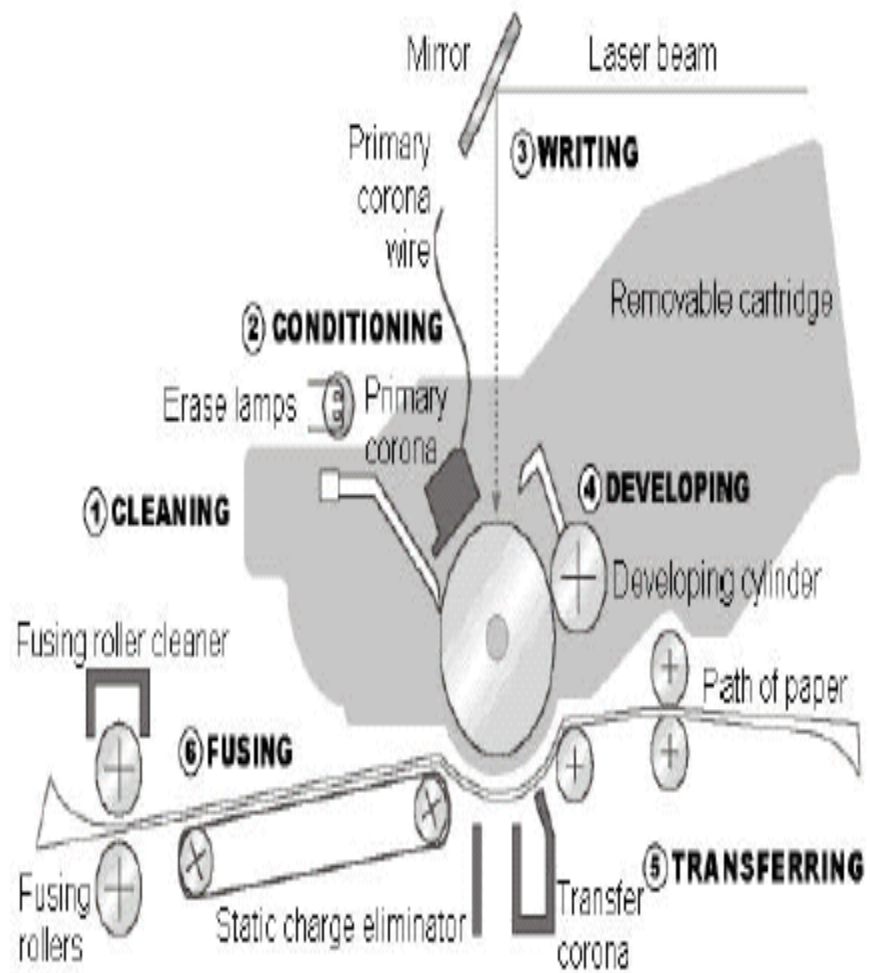 Mirror
Laser beam
Primary
corona
wire
3 WRITING
Removable cartridge
2 CONDITIONING
Erase lamps
Primary
corona
1 CLEANING
4 DEVELOPING
Developing cylinder
Fusing roller cleaner
Path of paper
6 FUSING
5 TRANSFERRING
Fusing
rollers
Static charge eliminator
Transfer
corona